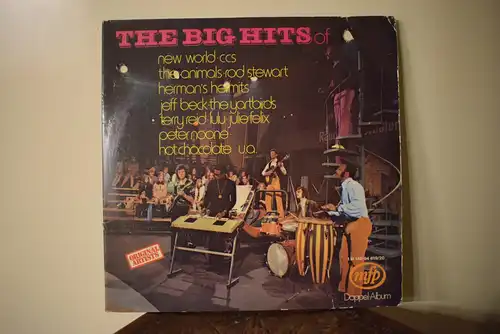 THE BIG HITS of
new world·ccs
the animals·rod stewart
herman's hermits
jeff beck·the yartbirds
terry reid·lulu·julie felix
peter noone
hot chocolate u.a.
ORIGINAL
ARTISTS
mfp
Doppel Album